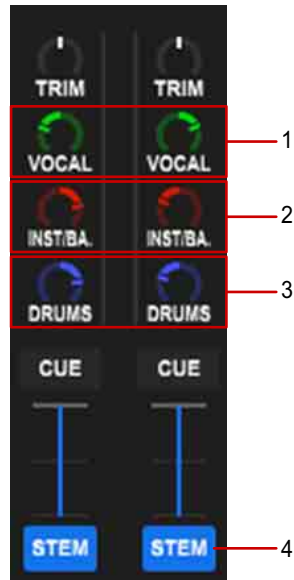 TRIM TRIM
VOCAL VOCAL 1
INST/BA. INST/BA. 2
DRUMS DRUMS 3
CUE CUE
STEM STEM 4